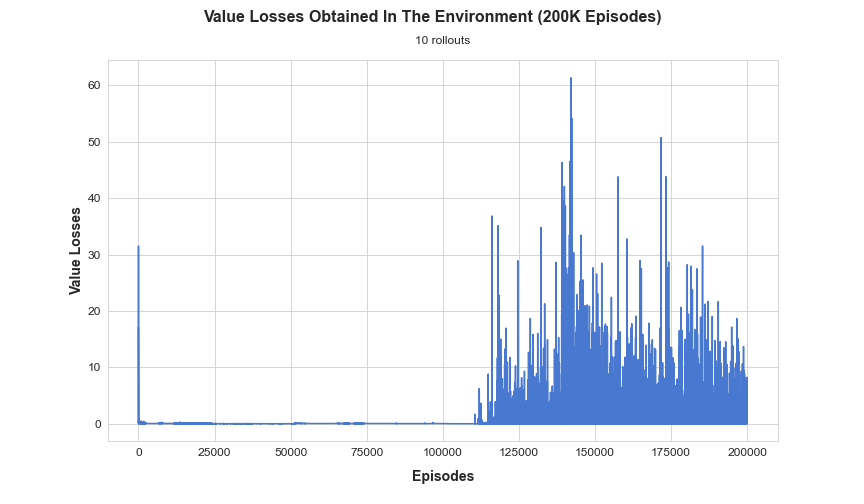 Value Losses Obtained In The Environment (200K Episodes)
10 rollouts
60
50
40
30
20
10
0
Value Losses
0 25000 50000 75000 100000 125000 150000 175000 200000
Episodes